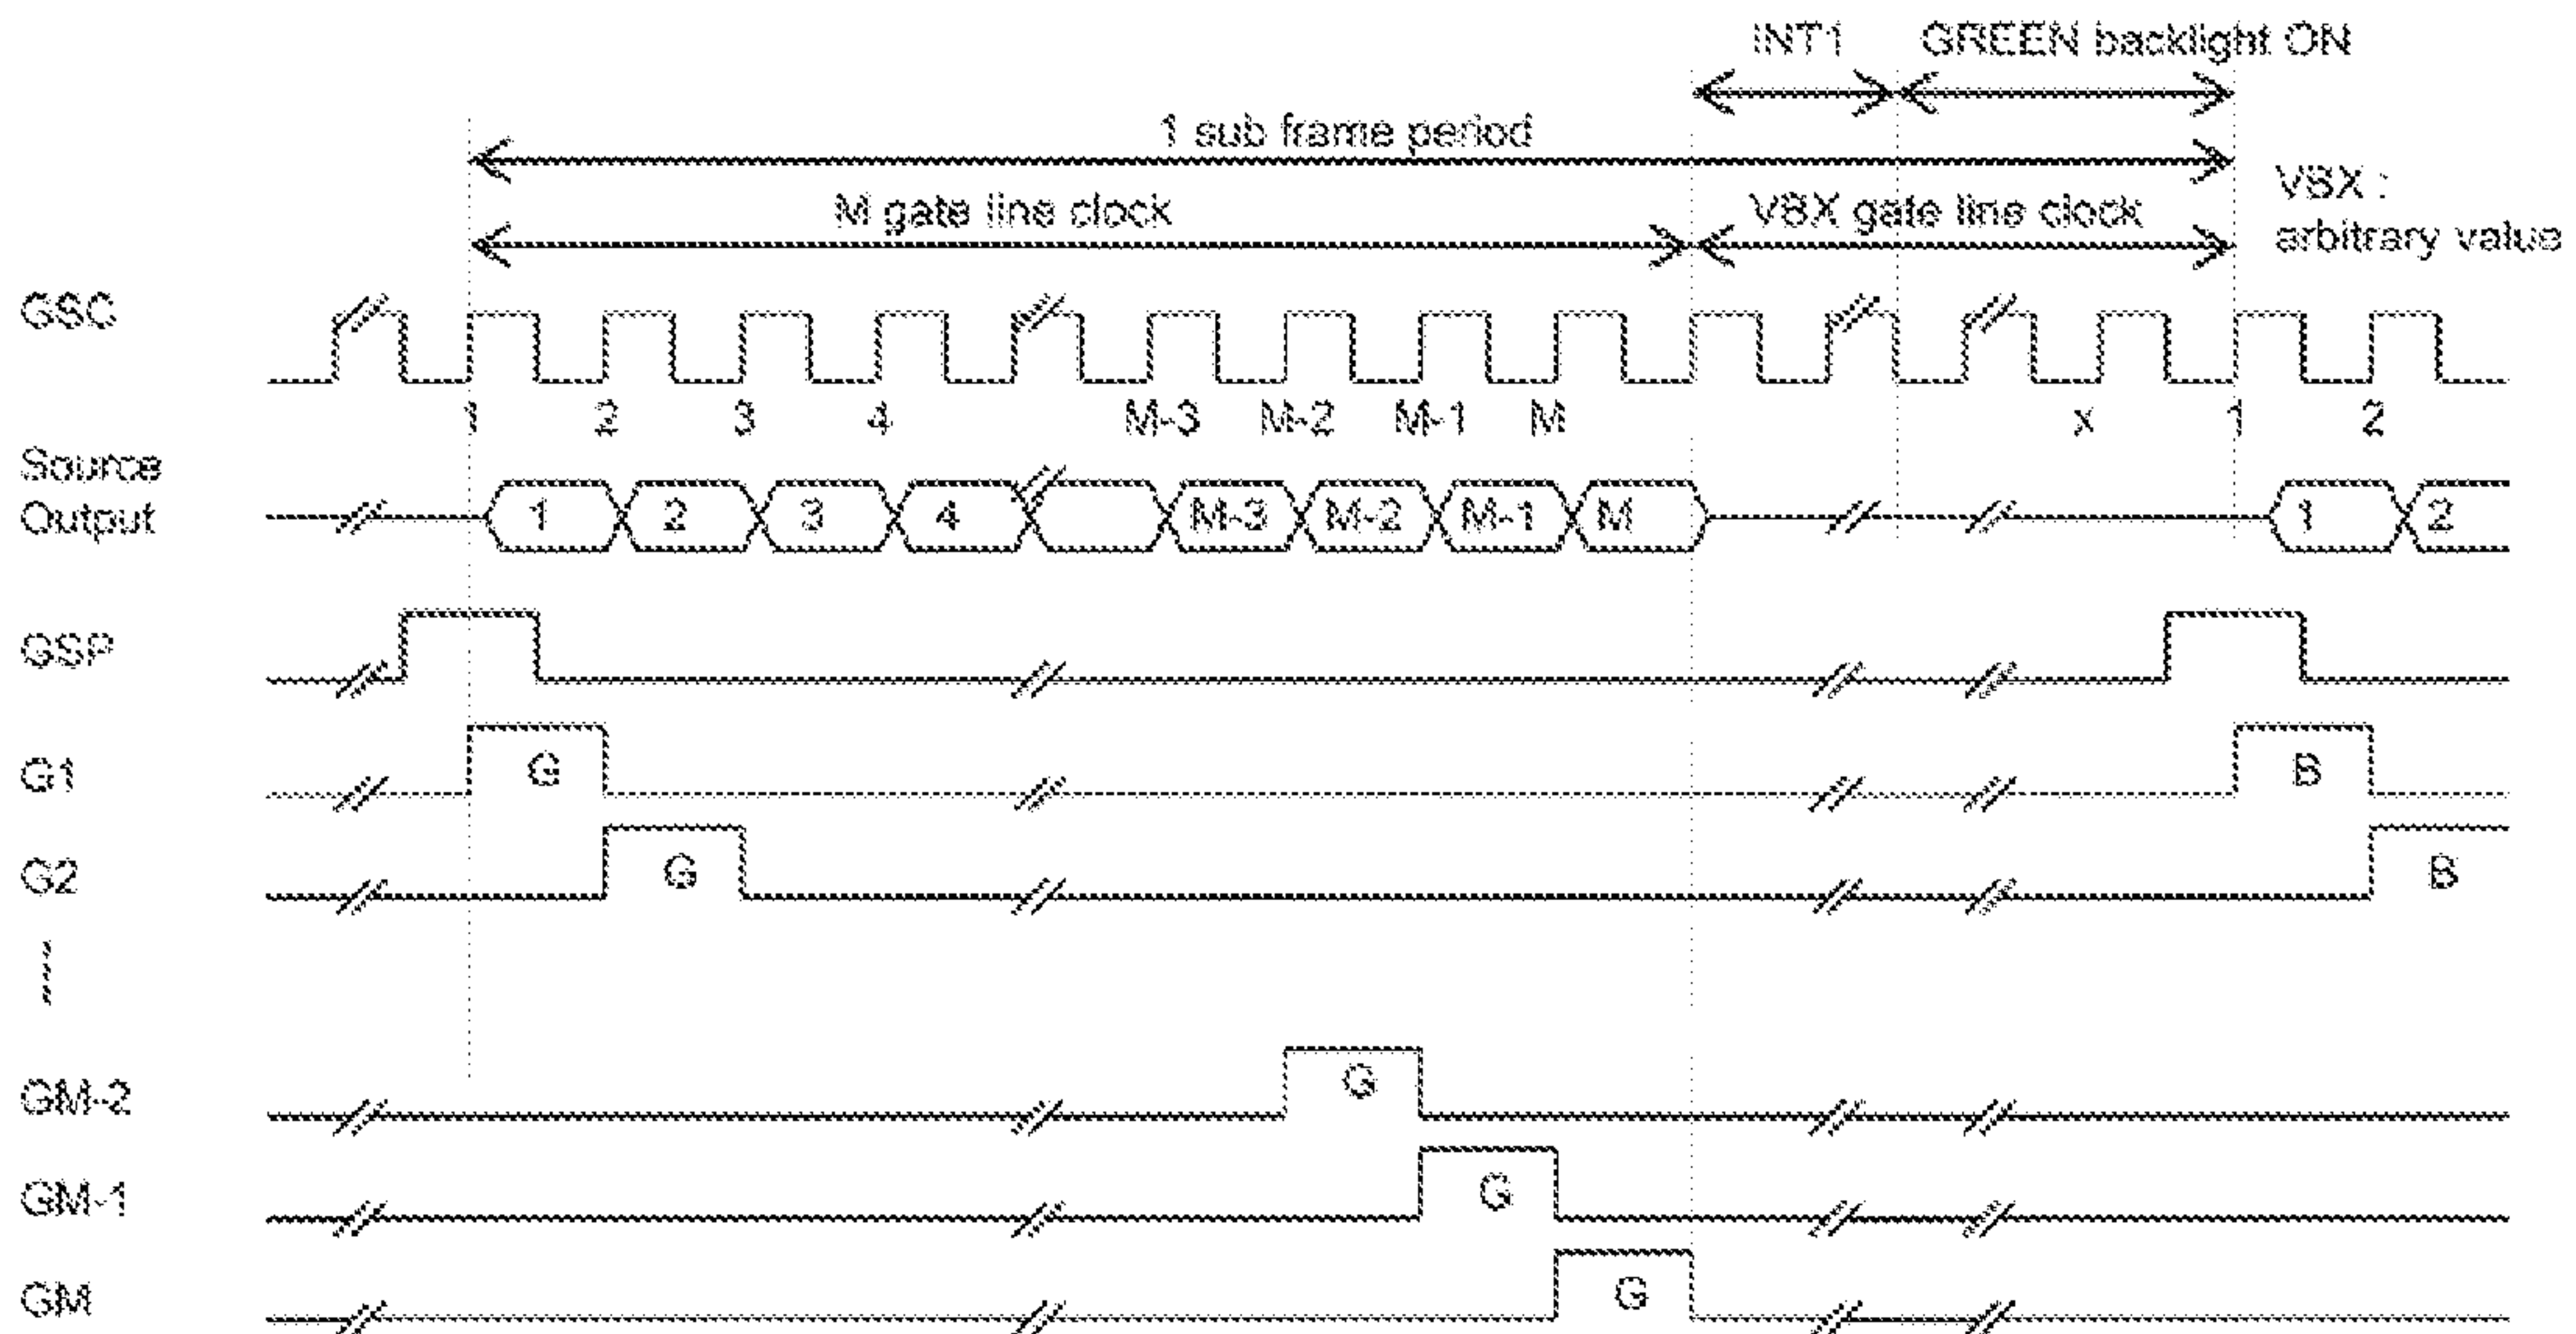 INT1 GREEN backlight ON
1 sub frame period
M gate line clock VBX gate line clock VBX :
arbitrary value
GSC
1 2 3 4 M-3 M-2 M-1 M x 1 2
Source
Output
1 2 3 4 M-3 M-2 M-1 M 1 2
GSP
G1 G B
G2 G B
GM-2 G
GM-1 G
GM G